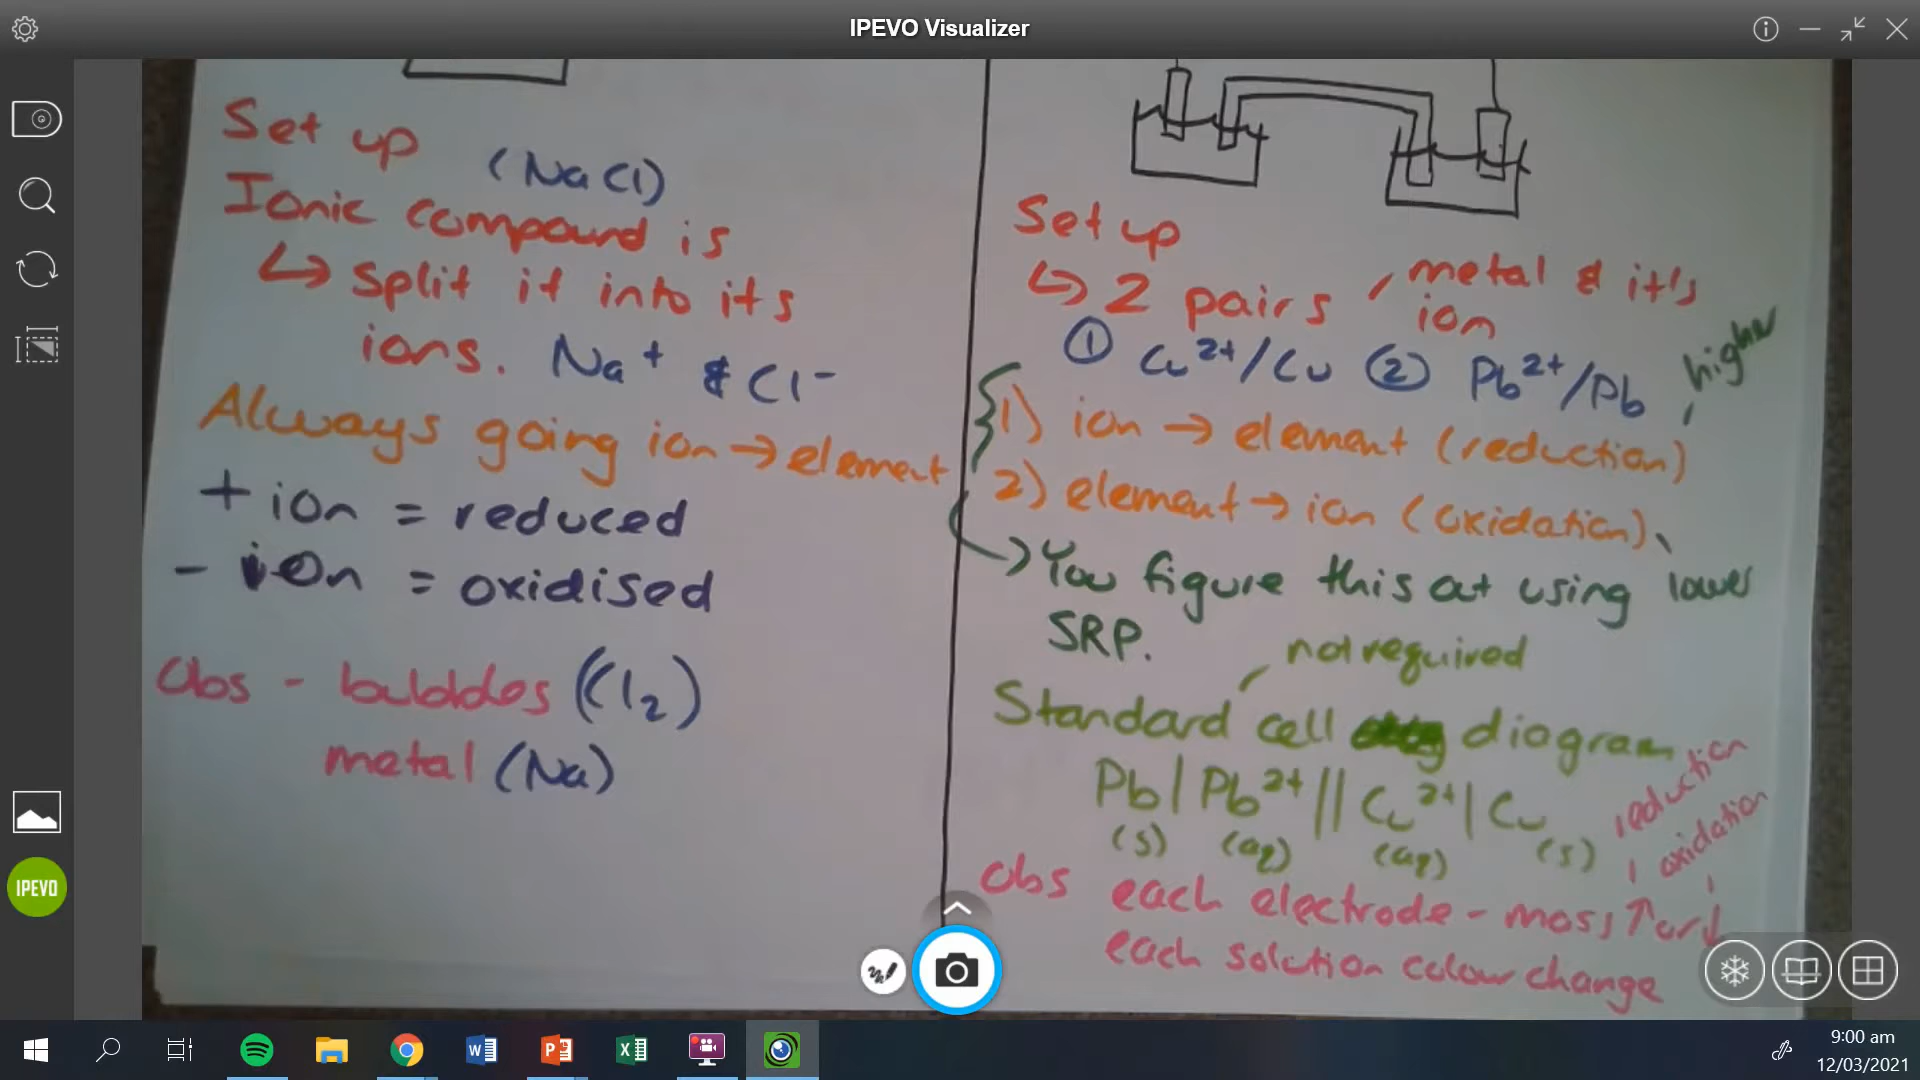 IPEVO Visualizer
Set up
(NaCl)
Ionic compound is
↳ split it into its
ions. Na⁺ & Cl⁻
Always going ion → element
+ ion = reduced
- ion = oxidised
Obs - bubbles (Cl₂)
metal (Na)
Set up
↳ 2 pairs / metal & it's
ion
① Cu²⁺/Cu ② Pb²⁺/Pb
higher
1) ion → element (reduction)
2) element → ion (oxidation)
→ You figure this out using lower
SRP.
not required
Standard cell diagram
Pb | Pb²⁺ || Cu²⁺ | Cu
(s) (aq) (aq) (s)
reduction
oxidation
Obs each electrode - mass ↑ or ↓
each solution colour change
IPEVO
9:00 am
12/03/2021